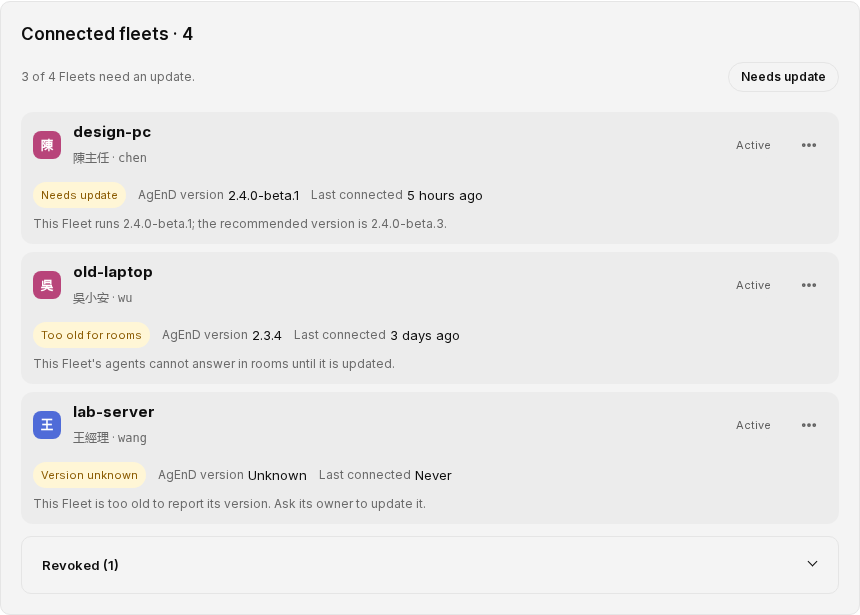 Connected fleets · 4
3 of 4 Fleets need an update.
Needs update
陳
design-pc
陳主任 · chen
Active
Needs update
AgEnD version 2.4.0-beta.1
Last connected 5 hours ago
This Fleet runs 2.4.0-beta.1; the recommended version is 2.4.0-beta.3.
吳
old-laptop
吳小安 · wu
Active
Too old for rooms
AgEnD version 2.3.4
Last connected 3 days ago
This Fleet's agents cannot answer in rooms until it is updated.
王
lab-server
王經理 · wang
Active
Version unknown
AgEnD version Unknown
Last connected Never
This Fleet is too old to report its version. Ask its owner to update it.
Revoked (1)